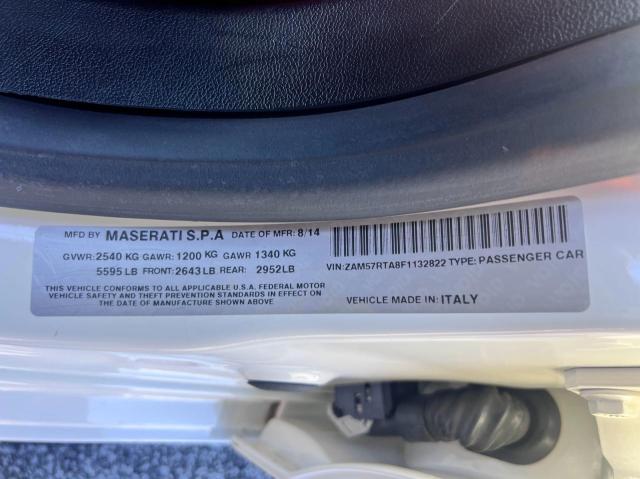 MFD BY MASERATI S.P.A DATE OF MFR: 8/14
GVWR: 2540 KG GAWR: 1200 KG GAWR 1340 KG
5595 LB FRONT: 2643 LB REAR: 2952LB
THIS VEHICLE CONFORMS TO ALL APPLICABLE U.S.A. FEDERAL MOTOR
VEHICLE SAFETY AND THEFT PREVENTION STANDARDS IN EFFECT ON
THE DATE OF MANUFACTURE SHOWN ABOVE
VIN: ZAM57RTA8F1132822 TYPE: PASSENGER CAR
VEHICLE MADE IN: ITALY